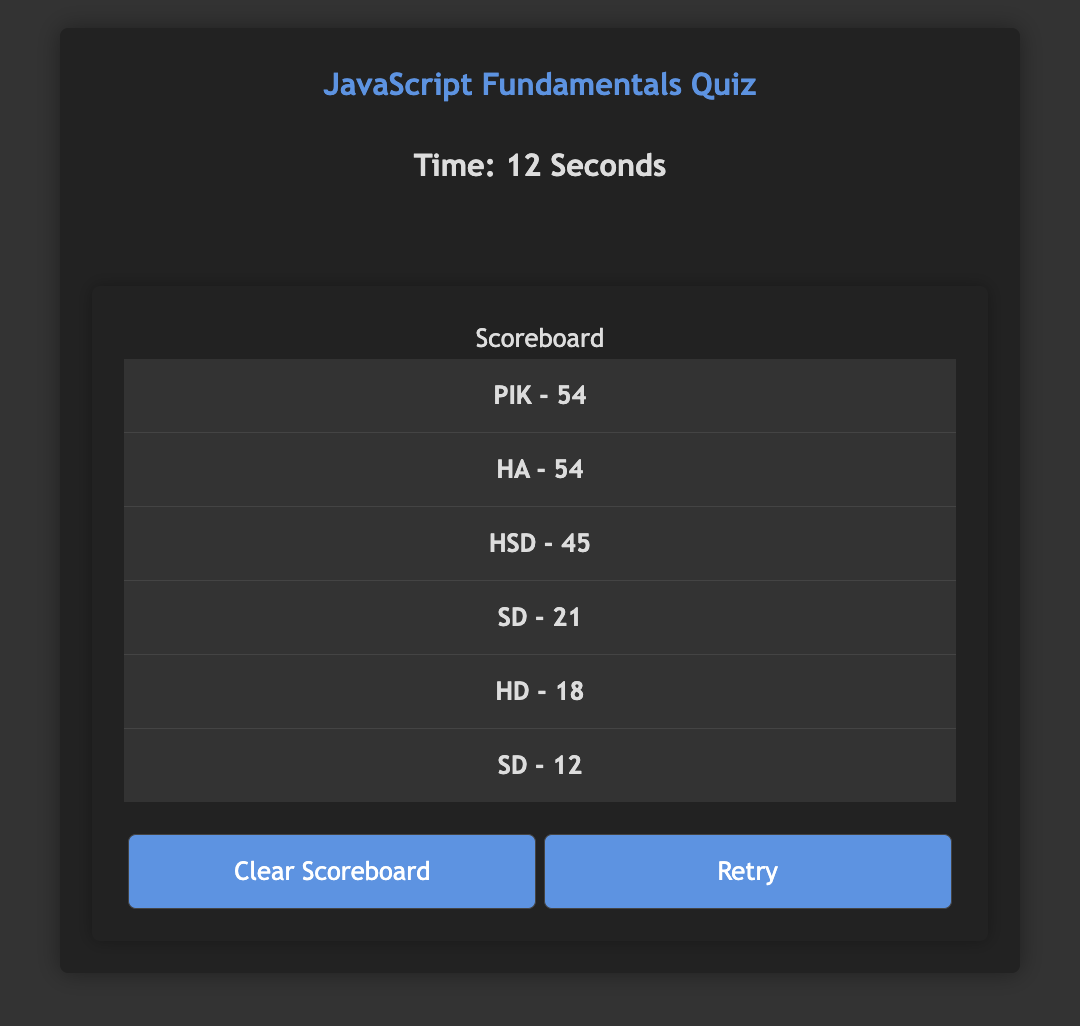 JavaScript Fundamentals Quiz
Time: 12 Seconds
Scoreboard
PIK - 54
HA - 54
HSD - 45
SD - 21
HD - 18
SD - 12
Clear Scoreboard
Retry